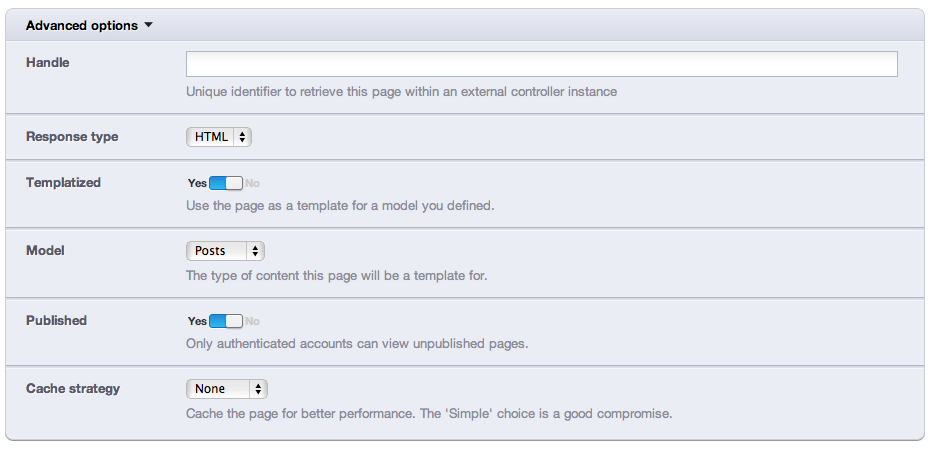 Advanced options
Handle
Unique identifier to retrieve this page within an external controller instance
Response type HTML
Templatized Yes No
Use the page as a template for a model you defined.
Model Posts
The type of content this page will be a template for.
Published Yes No
Only authenticated accounts can view unpublished pages.
Cache strategy None
Cache the page for better performance. The 'Simple' choice is a good compromise.